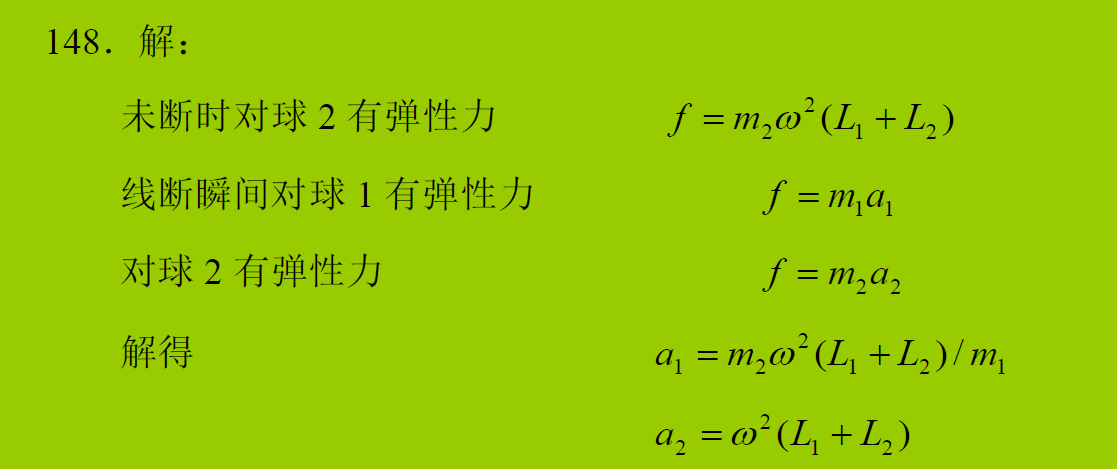 148．解：
未断时对球 2 有弹性力 f = m₂ω²(L₁ + L₂)
线断瞬间对球 1 有弹性力 f = m₁a₁
对球 2 有弹性力 f = m₂a₂
解得 a₁ = m₂ω²(L₁ + L₂) / m₁
a₂ = ω²(L₁ + L₂)